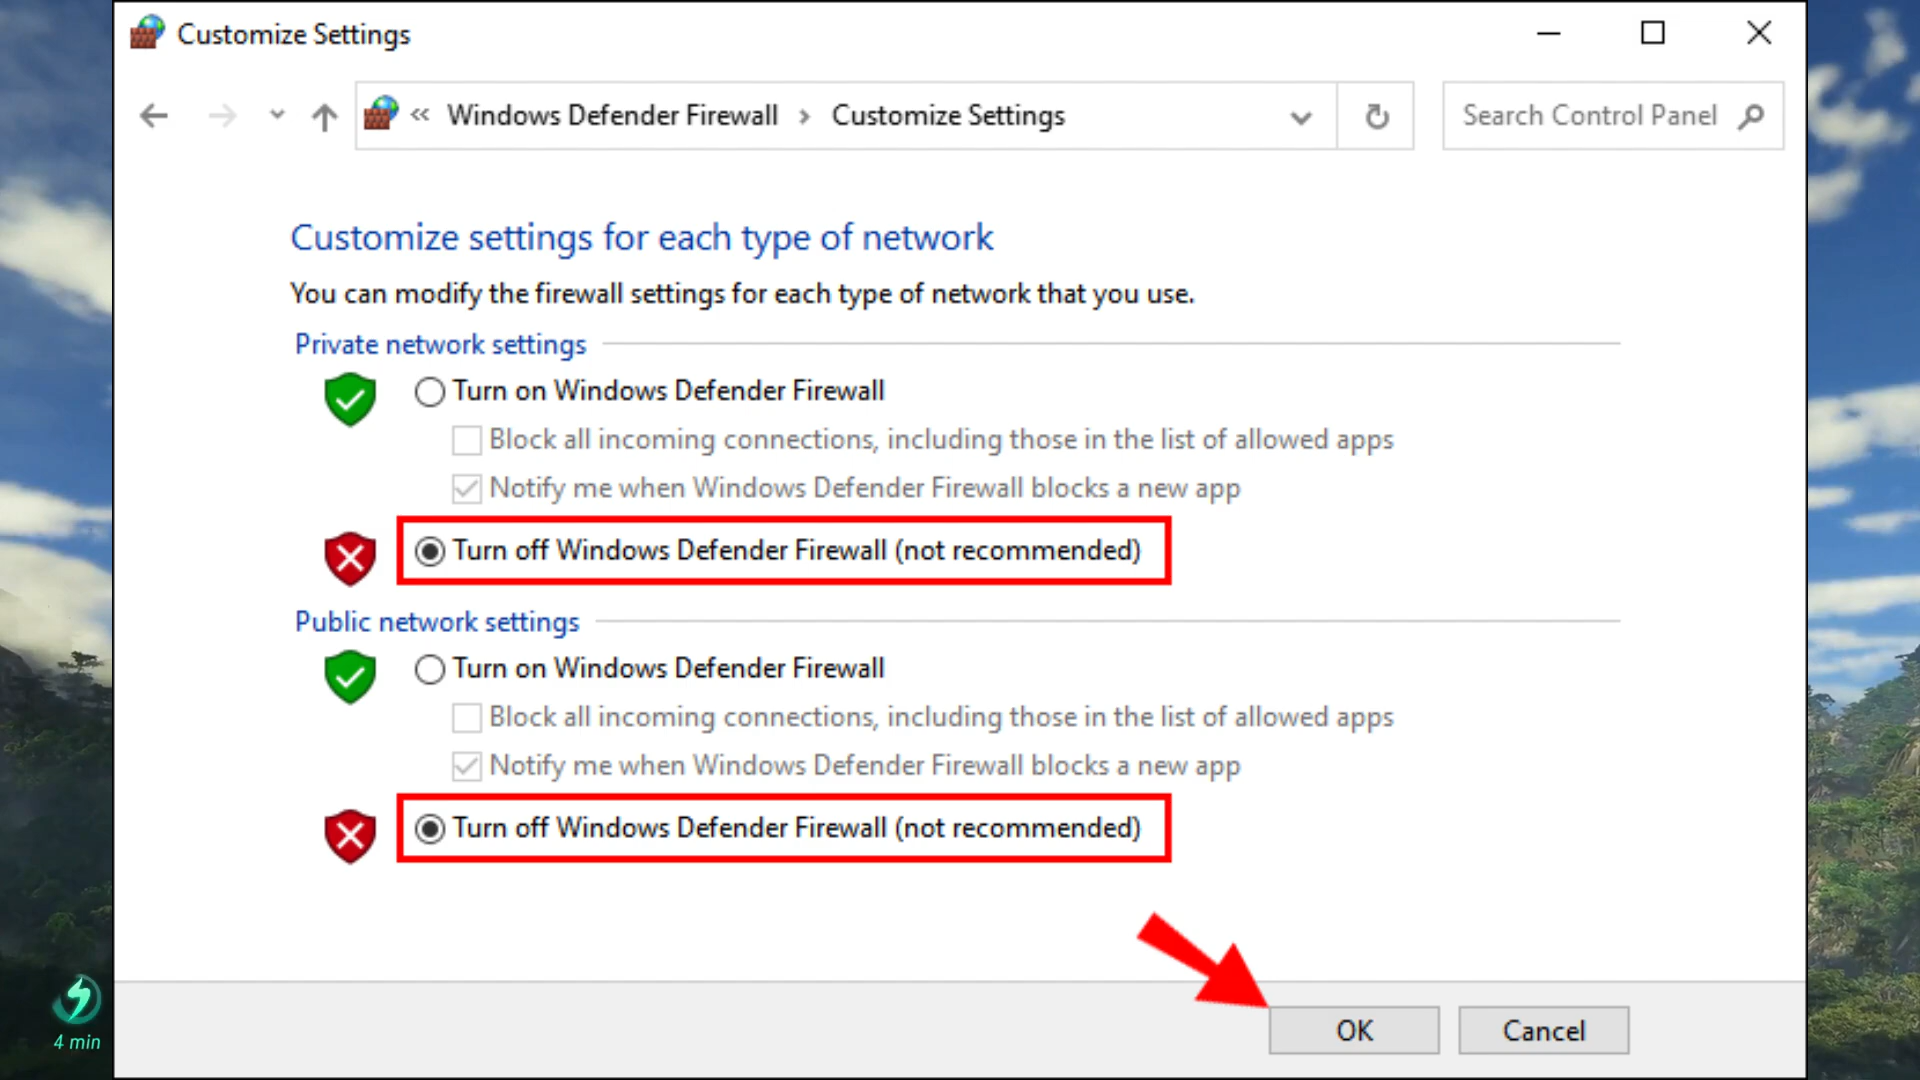 Customize Settings
« Windows Defender Firewall › Customize Settings
Search Control Panel
Customize settings for each type of network
You can modify the firewall settings for each type of network that you use.
Private network settings
Turn on Windows Defender Firewall
Block all incoming connections, including those in the list of allowed apps
Notify me when Windows Defender Firewall blocks a new app
Turn off Windows Defender Firewall (not recommended)
Public network settings
Turn on Windows Defender Firewall
Block all incoming connections, including those in the list of allowed apps
Notify me when Windows Defender Firewall blocks a new app
Turn off Windows Defender Firewall (not recommended)
OK
Cancel
4 min